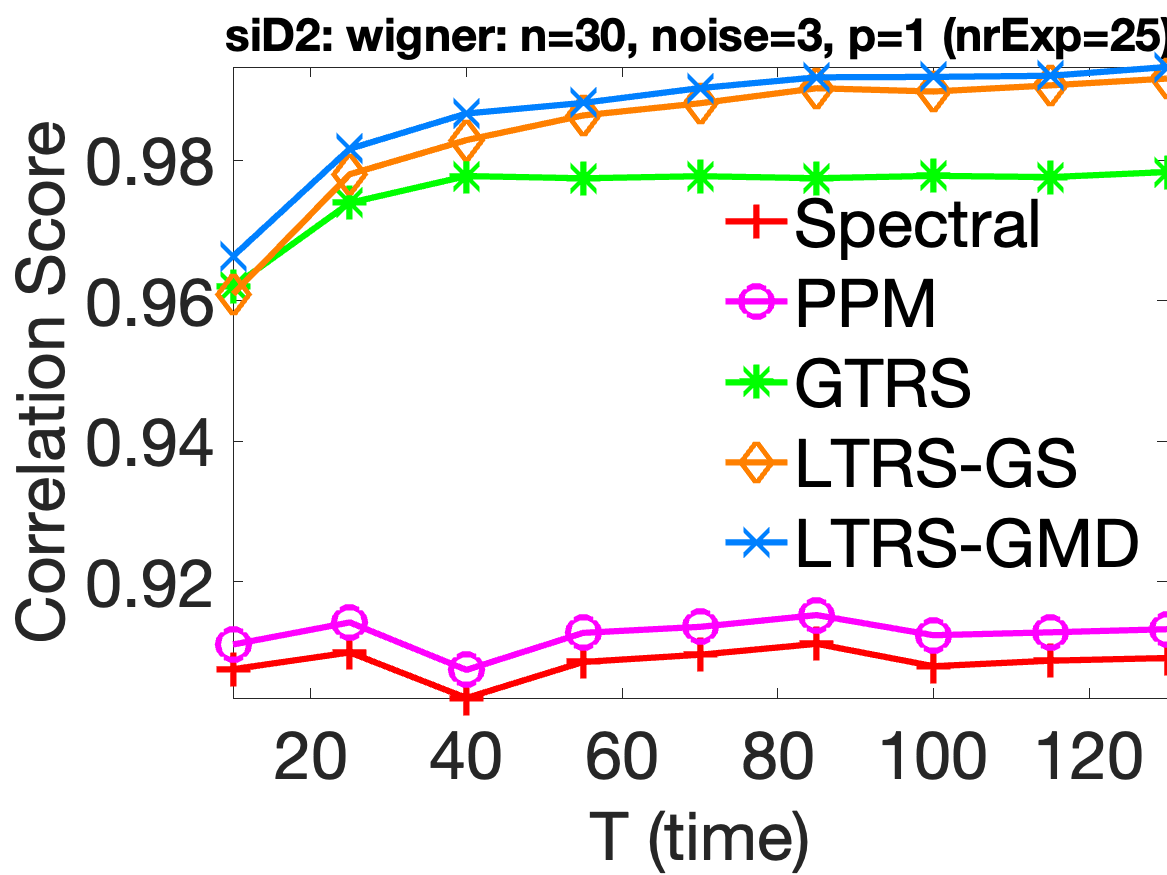 siD2: wigner: n=30, noise=3, p=1 (nrExp=25)
Correlation Score
0.98
0.96
0.94
0.92
Spectral
PPM
GTRS
LTRS-GS
LTRS-GMD
20 40 60 80 100 120
T (time)